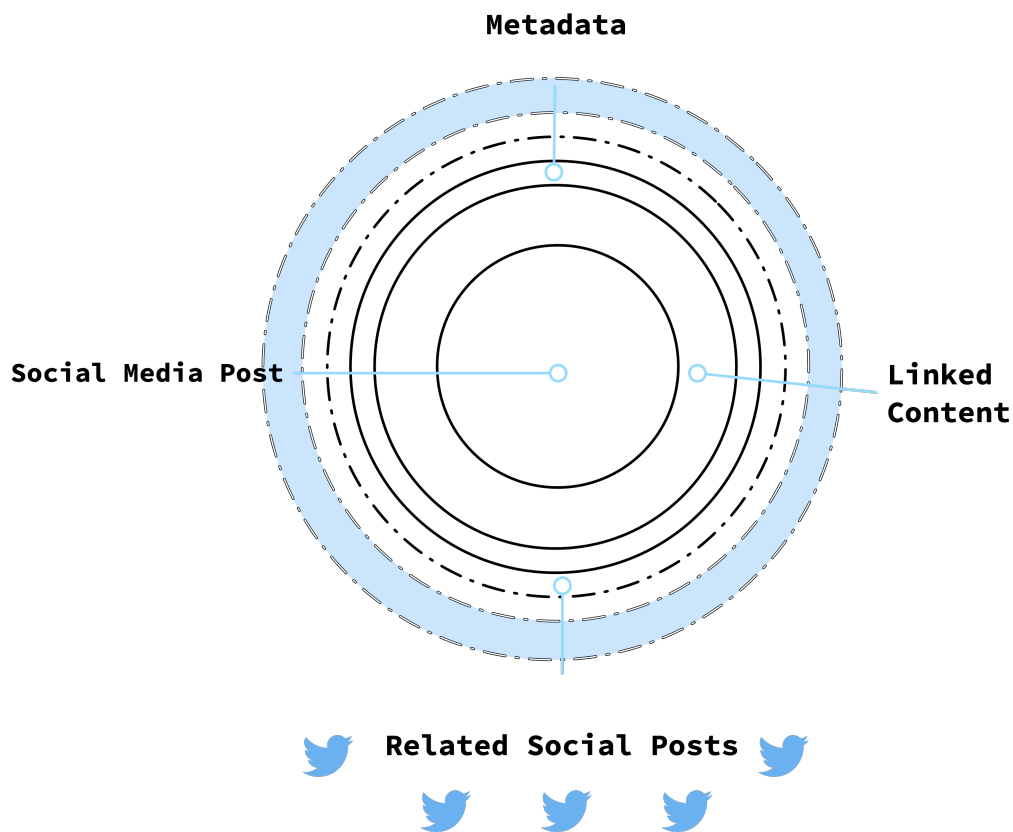 Metadata
Social Media Post
Linked
Content
Related Social Posts